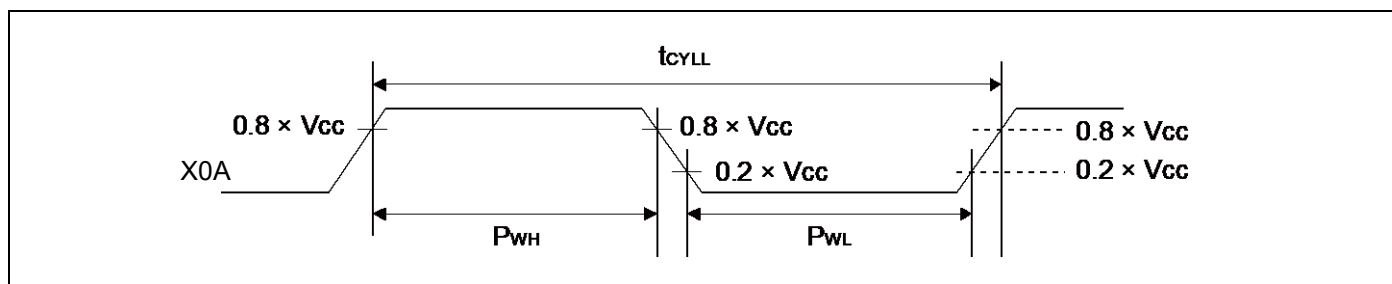 tCYLL
0.8 × Vcc
0.8 × Vcc
0.8 × Vcc
X0A
0.2 × Vcc
0.2 × Vcc
PWH
PWL